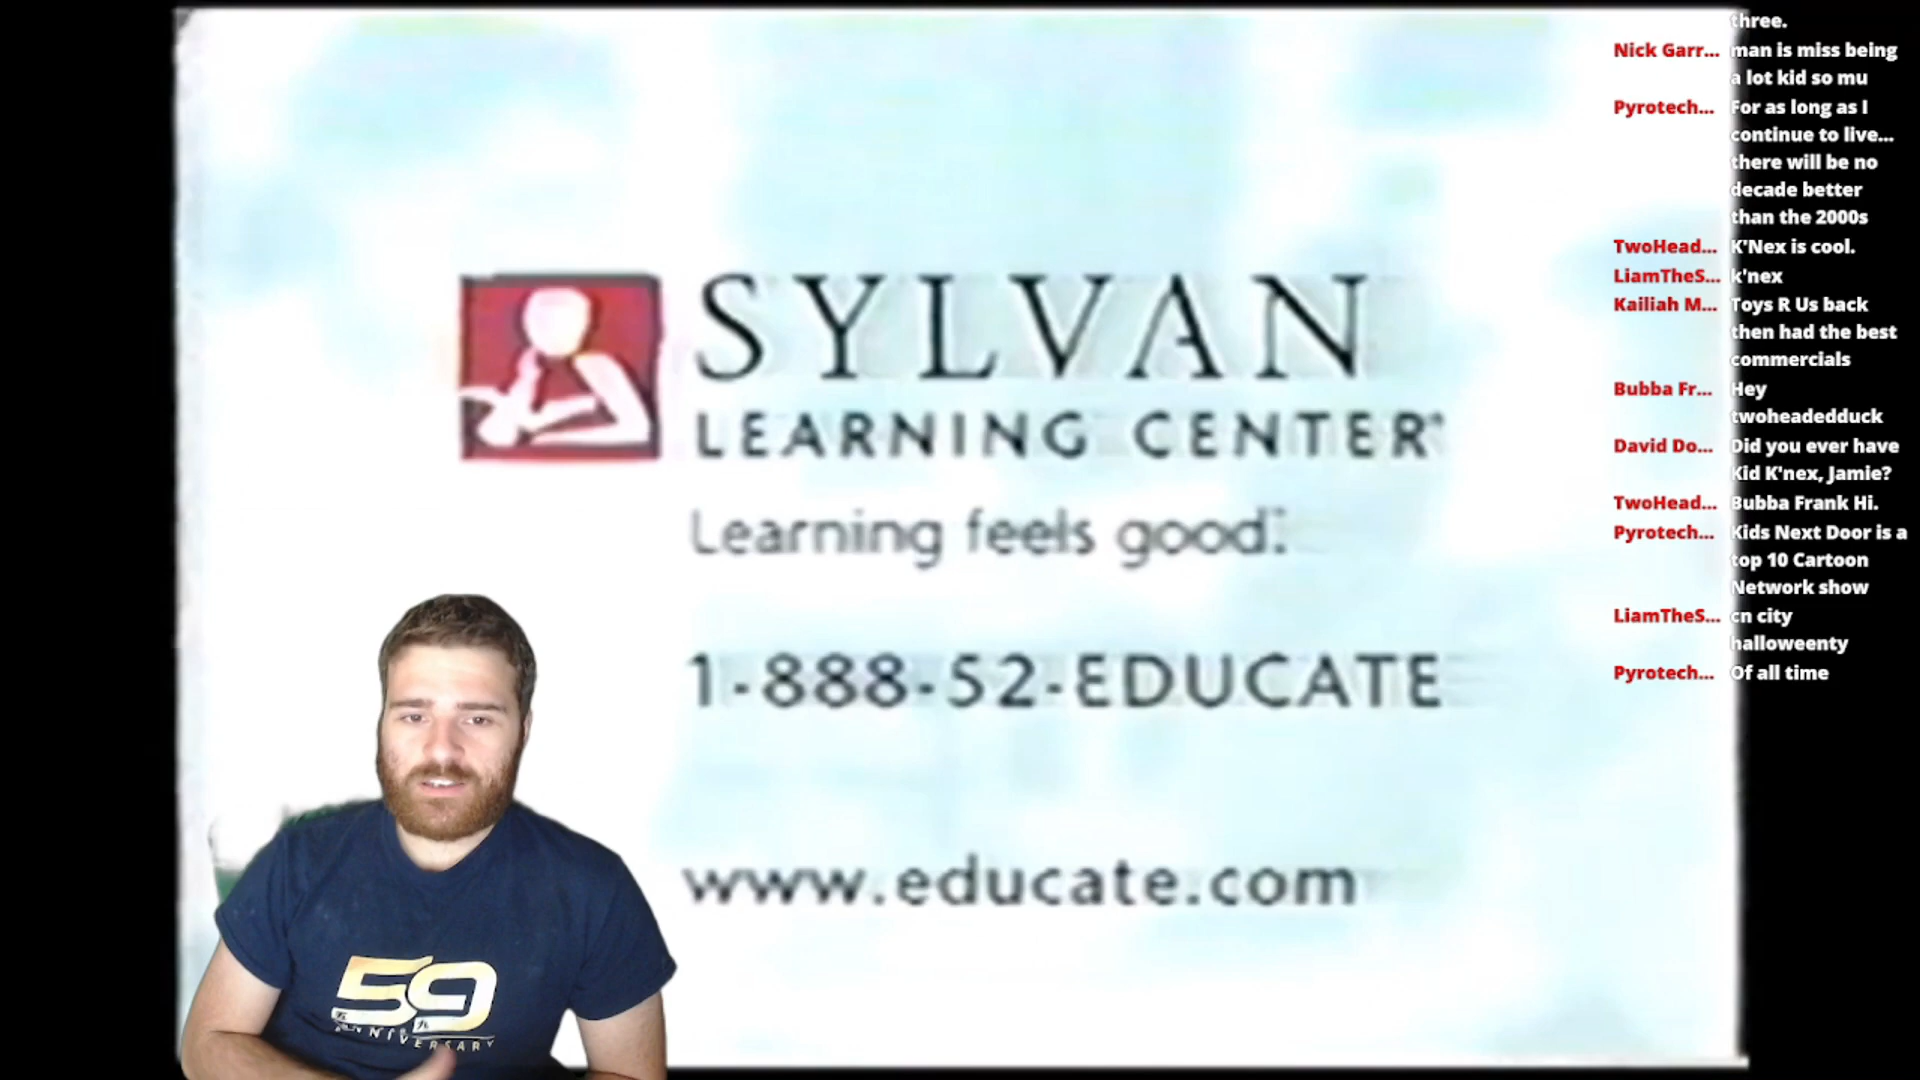 three.
Nick Garr... man is miss being
a lot kid so mu
Pyrotech... For as long as I
continue to live...
there will be no
decade better
than the 2000s
TwoHead... K'Nex is cool.
LiamTheS... k'nex
Kailiah M... Toys R Us back
then had the best
commercials
Bubba Fr... Hey
twoheadedduck
David Do... Did you ever have
Kid K'nex, Jamie?
TwoHead... Bubba Frank Hi.
Pyrotech... Kids Next Door is a
top 10 Cartoon
Network show
LiamTheS... cn city
halloweenty
Pyrotech... Of all time
SYLVAN
LEARNING CENTER
Learning feels good.
1-888-52-EDUCATE
www.educate.com
59
ANNIVERSARY